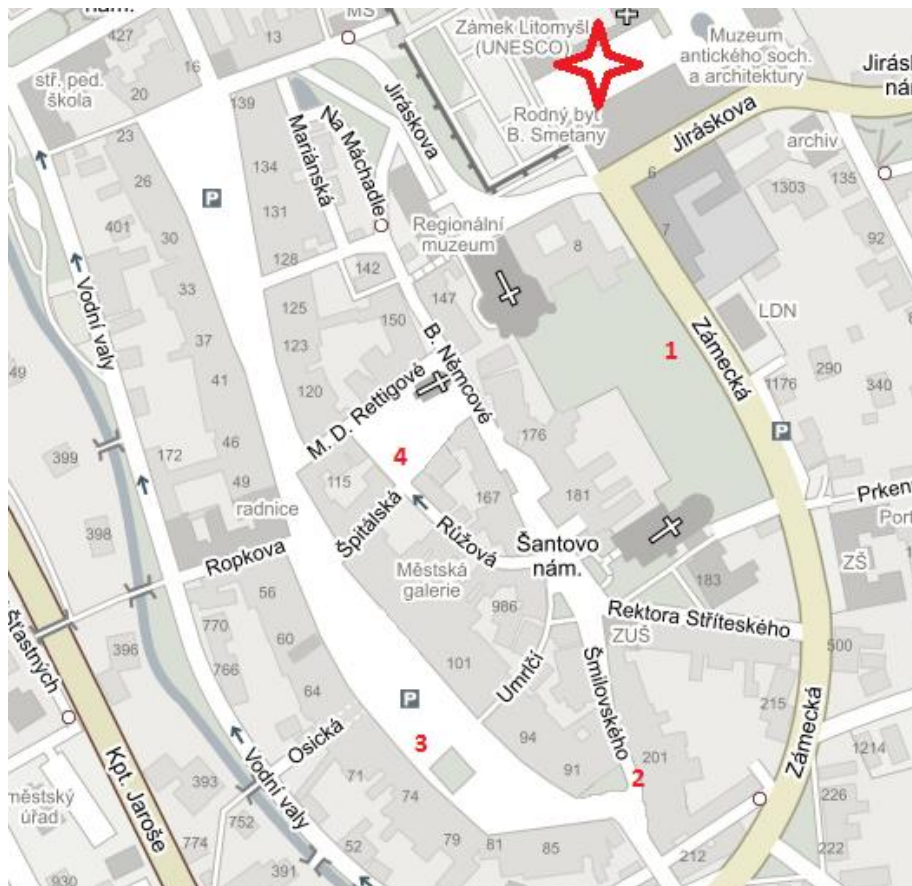 nám.
427
13
MŠ
Zámek Litomyšl
(UNESCO)
Muzeum
antického soch.
a architektury
stř. ped.
škola
16
20
139
Jiráskova
Rodný byt
B. Smetany
Jiráskova
Jirásk
nám
archiv
23
26
134
Mariánská
Na Máchadle
6
1303
135
401
30
131
Regionální
muzeum
8
7
92
128
142
Vodní valy
33
125
147
LDN
37
123
150
B. Němcové
1
Zámecká
49
41
120
M. D. Rettigové
1176
290
340
46
399
172
49
115
4
176
radnice
167
181
Prken
398
Špitálská
Růžová
Šantovo
nám.
Port
Ropkova
Městská
galerie
183
ZŠ
56
986
Rektora Stříteského
Šťastných
396
770
60
ZUŠ
500
766
101
Umrlčí
Šmilovského
64
215
Osická
3
94
201
Zámecká
393
71
91
2
1214
Kpt. Jaroše
Vodní valy
74
městský
úřad
752
226
774
52
79
81
85
212
222
930
391